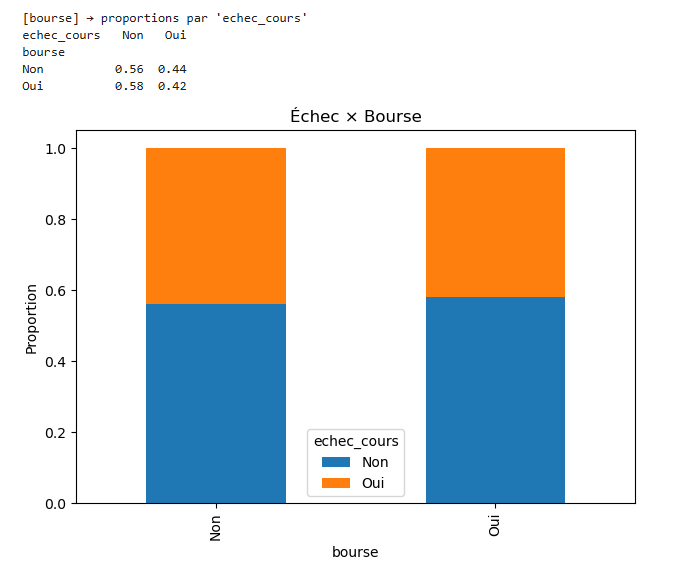 [bourse] → proportions par 'echec_cours'
echec_cours Non Oui
bourse
Non 0.56 0.44
Oui 0.58 0.42
Échec × Bourse
1.0
0.8
0.6
0.4
0.2
0.0
Proportion
echec_cours
Non
Oui
Non
Oui
bourse